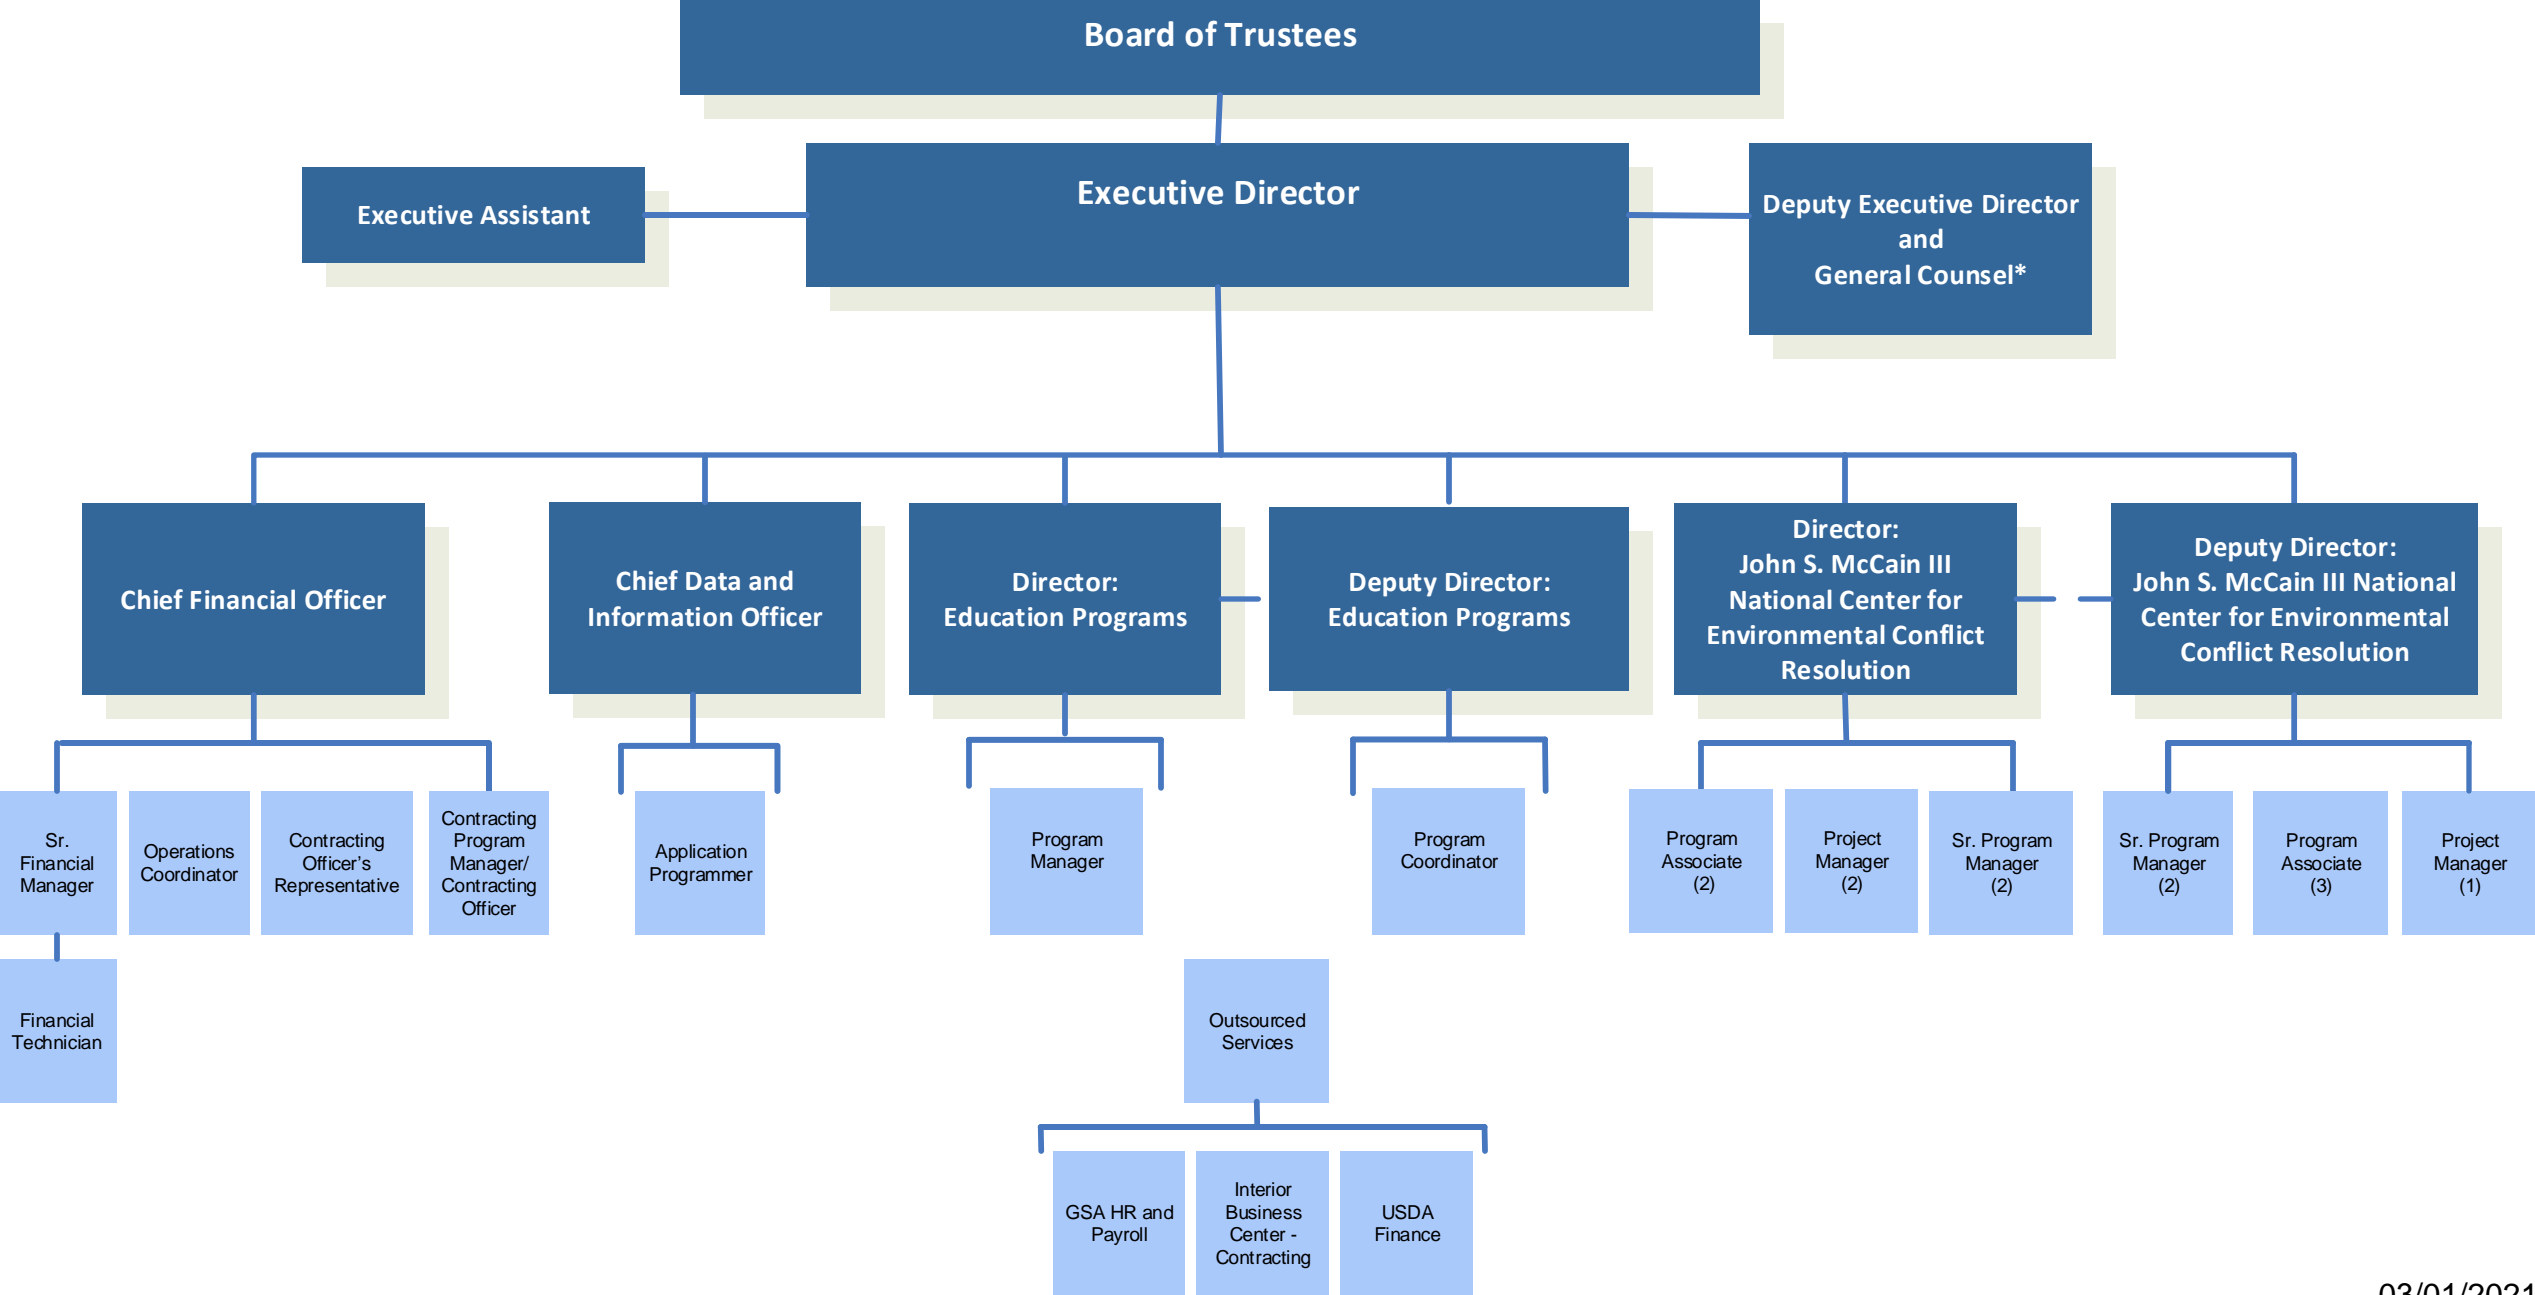 Board of Trustees
Executive Assistant
Executive Director
Deputy Executive Director
and
General Counsel*
Chief Financial Officer
Chief Data and
Information Officer
Director:
Education Programs
Deputy Director:
Education Programs
Director:
John S. McCain III
National Center for
Environmental Conflict
Resolution
Deputy Director:
John S. McCain III National
Center for Environmental
Conflict Resolution
Sr.
Financial
Manager
Operations
Coordinator
Contracting
Officer’s
Representative
Contracting
Program
Manager/
Contracting
Officer
Application
Programmer
Program
Manager
Program
Coordinator
Program
Associate
(2)
Project
Manager
(2)
Sr. Program
Manager
(2)
Sr. Program
Manager
(2)
Program
Associate
(3)
Project
Manager
(1)
Financial
Technician
Outsourced
Services
GSA HR and
Payroll
Interior
Business
Center -
Contracting
USDA
Finance
03/01/2021